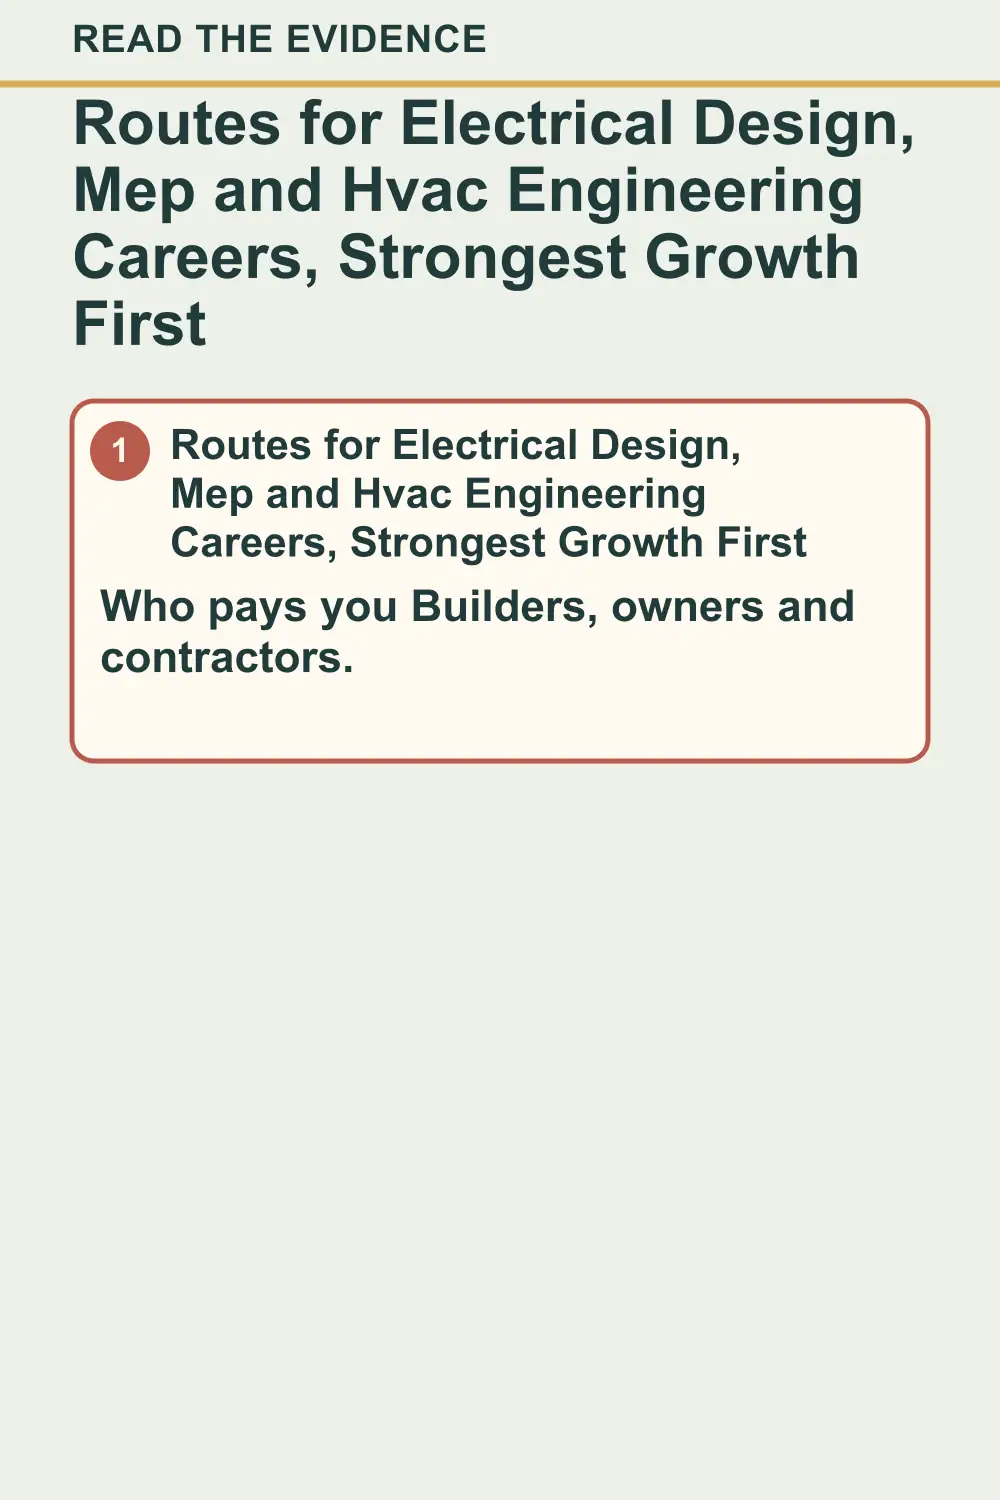 READ THE EVIDENCE
Routes for Electrical Design,
Mep and Hvac Engineering
Careers, Strongest Growth
First
1
Routes for Electrical Design,
Mep and Hvac Engineering
Careers, Strongest Growth First
Who pays you Builders, owners and
contractors.